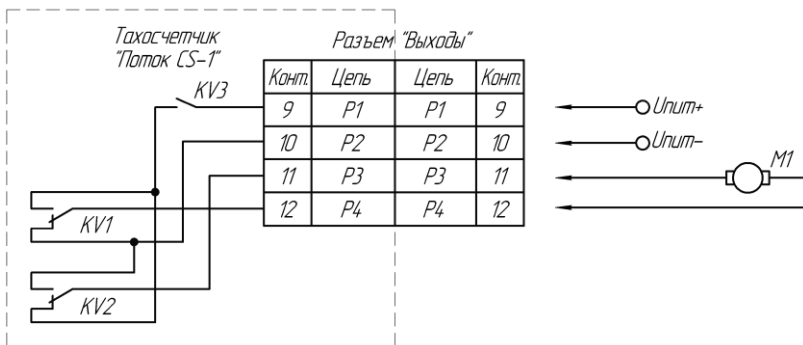 Тахосчетчик
"Поток CS-1"
Разъем "Выходы"
KV3
Конт. Цепь Цепь Конт.
9 P1 P1 9
10 P2 P2 10
11 P3 P3 11
12 P4 P4 12
Uпит+
Uпит-
M1
KV1
KV2